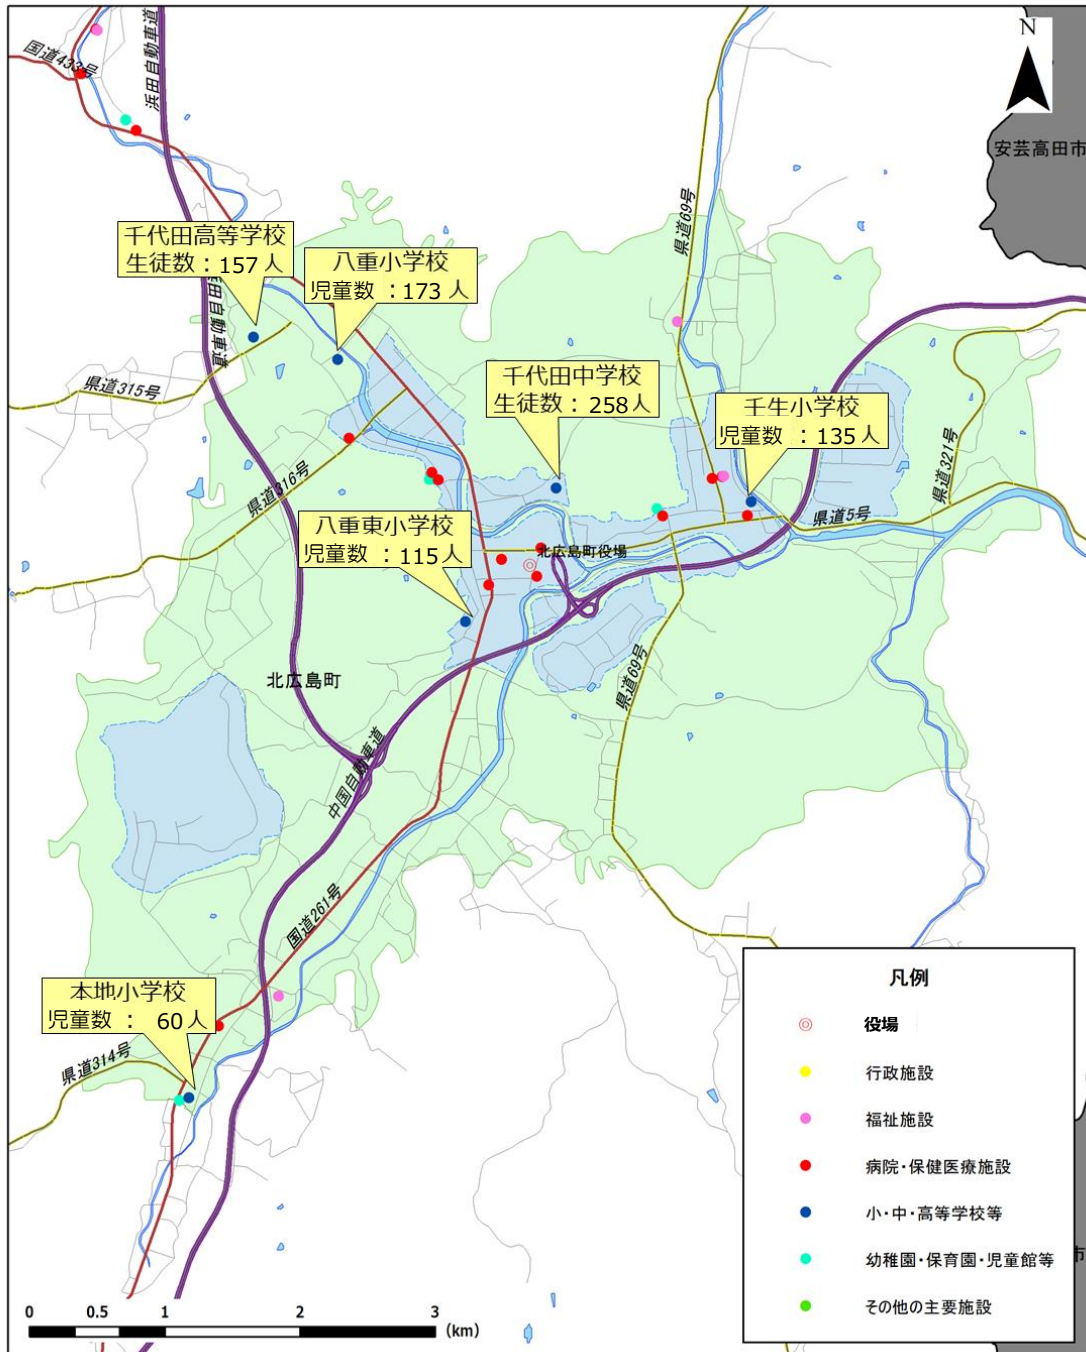 浜田自動車道
国道433号
N
安芸高田市
県道69号
千代田高等学校
生徒数：157人
八重小学校
児童数：173人
浜田自動車道
県道315号
千代田中学校
生徒数：258人
壬生小学校
児童数：135人
県道316号
県道321号
県道5号
八重東小学校
児童数：115人
北広島町役場
県道69号
北広島町
中国自動車道
国道261号
本地小学校
児童数： 60人
県道314号
凡例
役場
行政施設
福祉施設
病院・保健医療施設
小・中・高等学校等
幼稚園・保育園・児童館等
その他の主要施設
市
0 0.5 1 2 3 (km)